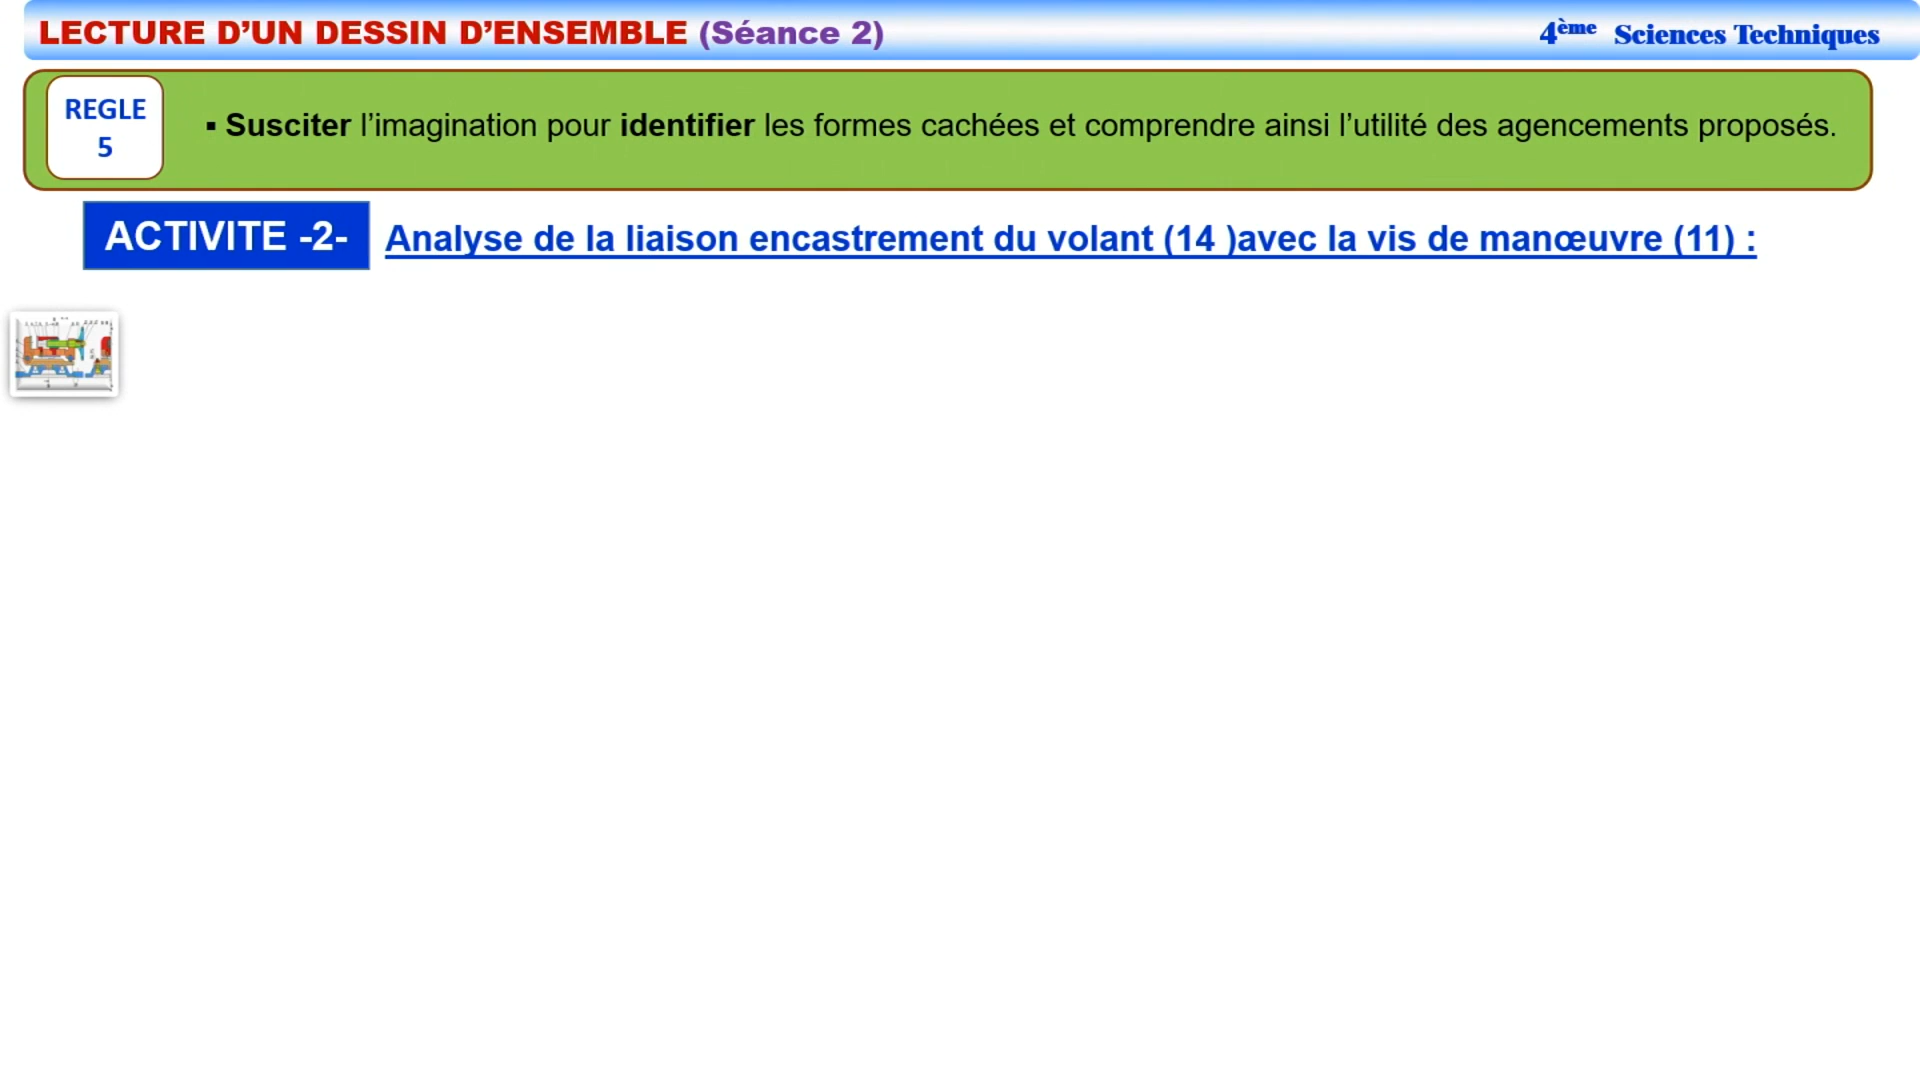 LECTURE D’UN DESSIN D’ENSEMBLE (Séance 2)
4ème Sciences Techniques
REGLE
5
▪ Susciter l’imagination pour identifier les formes cachées et comprendre ainsi l’utilité des agencements proposés.
ACTIVITE -2-
Analyse de la liaison encastrement du volant (14 )avec la vis de manœuvre (11) :